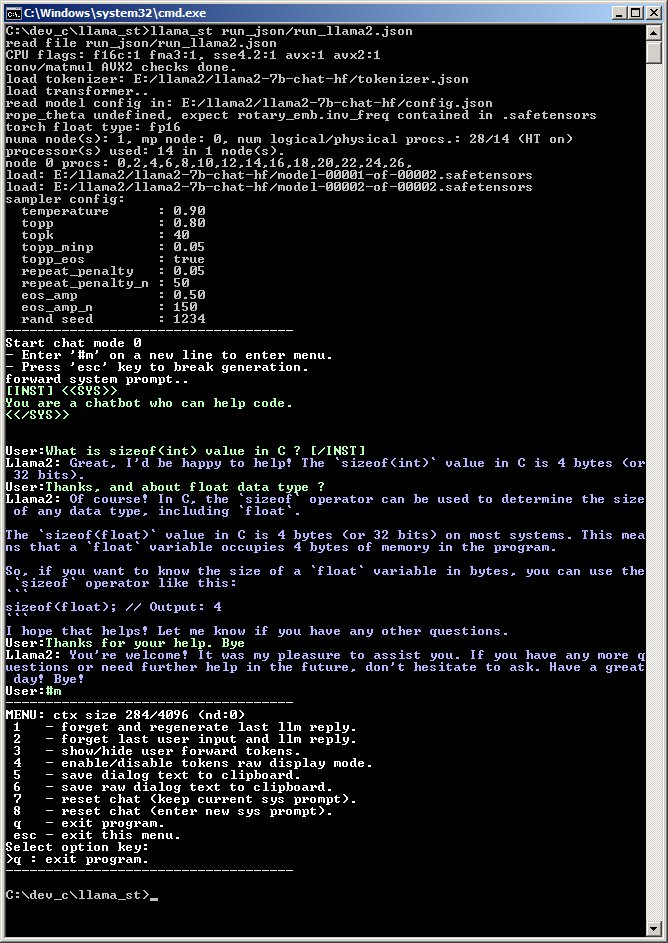 C:\Windows\system32\cmd.exe
C:\dev_c\llama_st>llama_st run_json/run_llama2.json
read file run_json/run_llama2.json
CPU flags: f16c:1 fma3:1, sse4.2:1 avx:1 avx2:1
conv/matmul AVX2 checks done.
load tokenizer: E:/llama2/llama2-7b-chat-hf/tokenizer.json
load transformer..
read model config in: E:/llama2/llama2-7b-chat-hf/config.json
rope_theta undefined, expect rotary_emb.inv_freq contained in .safetensors
torch float type: fp16
numa node(s): 1, mp node: 0, num logical/physical procs.: 28/14 (HT on)
processor(s) used: 14 in 1 node(s).
node 0 procs: 0,2,4,6,8,10,12,14,16,18,20,22,24,26,
load: E:/llama2/llama2-7b-chat-hf/model-00001-of-00002.safetensors
load: E:/llama2/llama2-7b-chat-hf/model-00002-of-00002.safetensors
sampler config:
  temperature      : 0.90
  topp             : 0.80
  topk             : 40
  topp_minp        : 0.05
  topp_eos         : true
  repeat_penalty   : 0.05
  repeat_penalty_n : 50
  eos_amp          : 0.50
  eos_amp_n        : 150
  rand seed        : 1234
------------------------------------
Start chat mode 0
- Enter '#m' on a new line to enter menu.
- Press 'esc' key to break generation.
forward system prompt..
[INST] <<SYS>>
You are a chatbot who can help code.
<</SYS>>
User:What is sizeof(int) value in C ? [/INST]
Llama2: Great, I'd be happy to help! The `sizeof(int)` value in C is 4 bytes (or
 32 bits).
User:Thanks, and about float data type ?
Llama2: Of course! In C, the `sizeof` operator can be used to determine the size
 of any data type, including `float`.
The `sizeof(float)` value in C is 4 bytes (or 32 bits) on most systems. This mea
ns that a `float` variable occupies 4 bytes of memory in the program.
So, if you want to know the size of a `float` variable in bytes, you can use the
 `sizeof` operator like this:
```
sizeof(float); // Output: 4
```
I hope that helps! Let me know if you have any other questions.
User:Thanks for your help. Bye
Llama2: You're welcome! It was my pleasure to assist you. If you have any more q
uestions or need further help in the future, don't hesitate to ask. Have a great
 day! Bye!
User:#m
------------------------------------
MENU: ctx size 284/4096 (nd:0)
 1   - forget and regenerate last llm reply.
 2   - forget last user input and llm reply.
 3   - show/hide user forward tokens.
 4   - enable/disable tokens raw display mode.
 5   - save dialog text to clipboard.
 6   - save raw dialog text to clipboard.
 7   - reset chat (keep current sys prompt).
 8   - reset chat (enter new sys prompt).
 q   - exit program.
 esc - exit this menu.
Select option key:
>q : exit program.
------------------------------------
C:\dev_c\llama_st>_